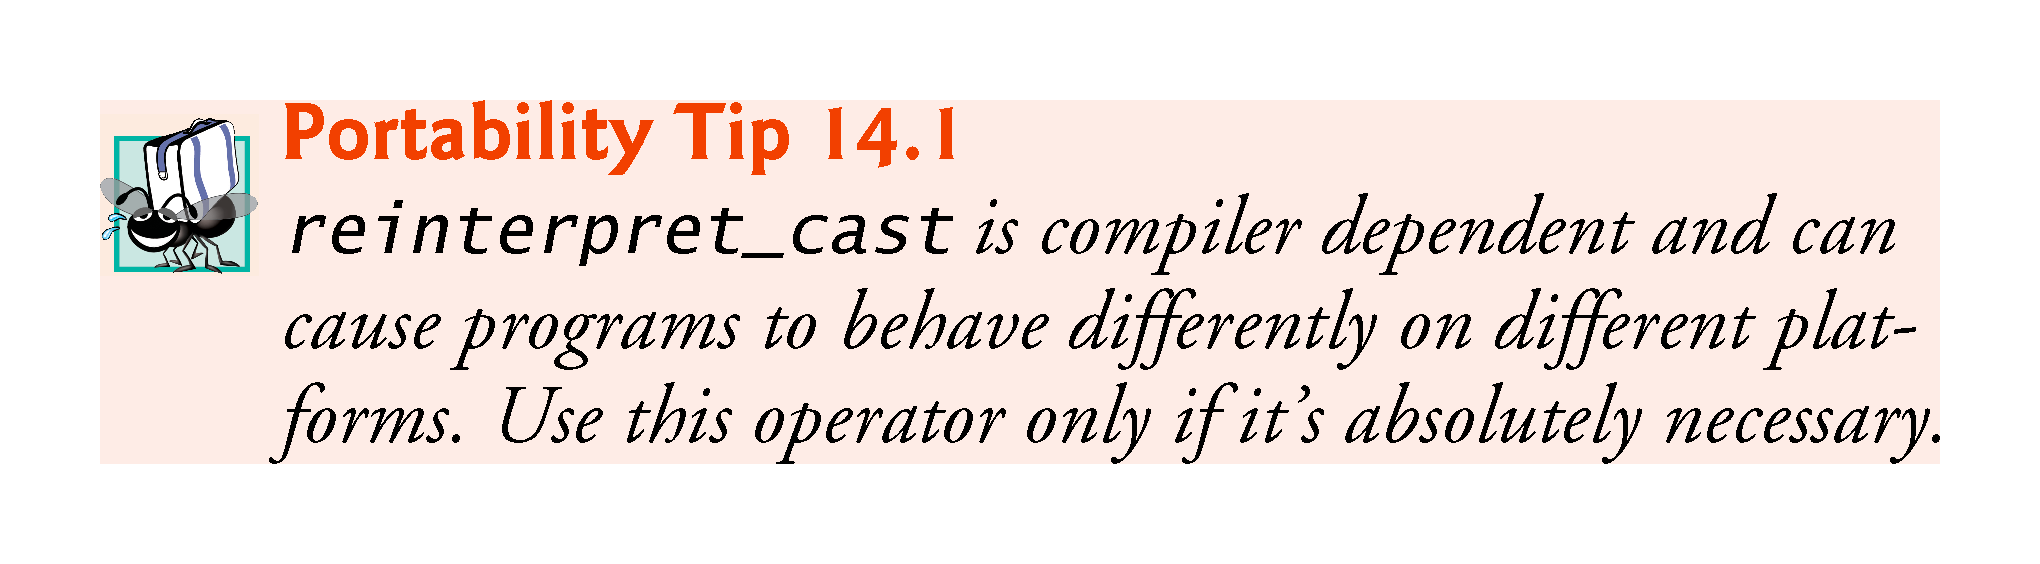 Portability Tip 14.1
reinterpret_cast is compiler dependent and can
cause programs to behave differently on different plat-
forms. Use this operator only if it’s absolutely necessary.